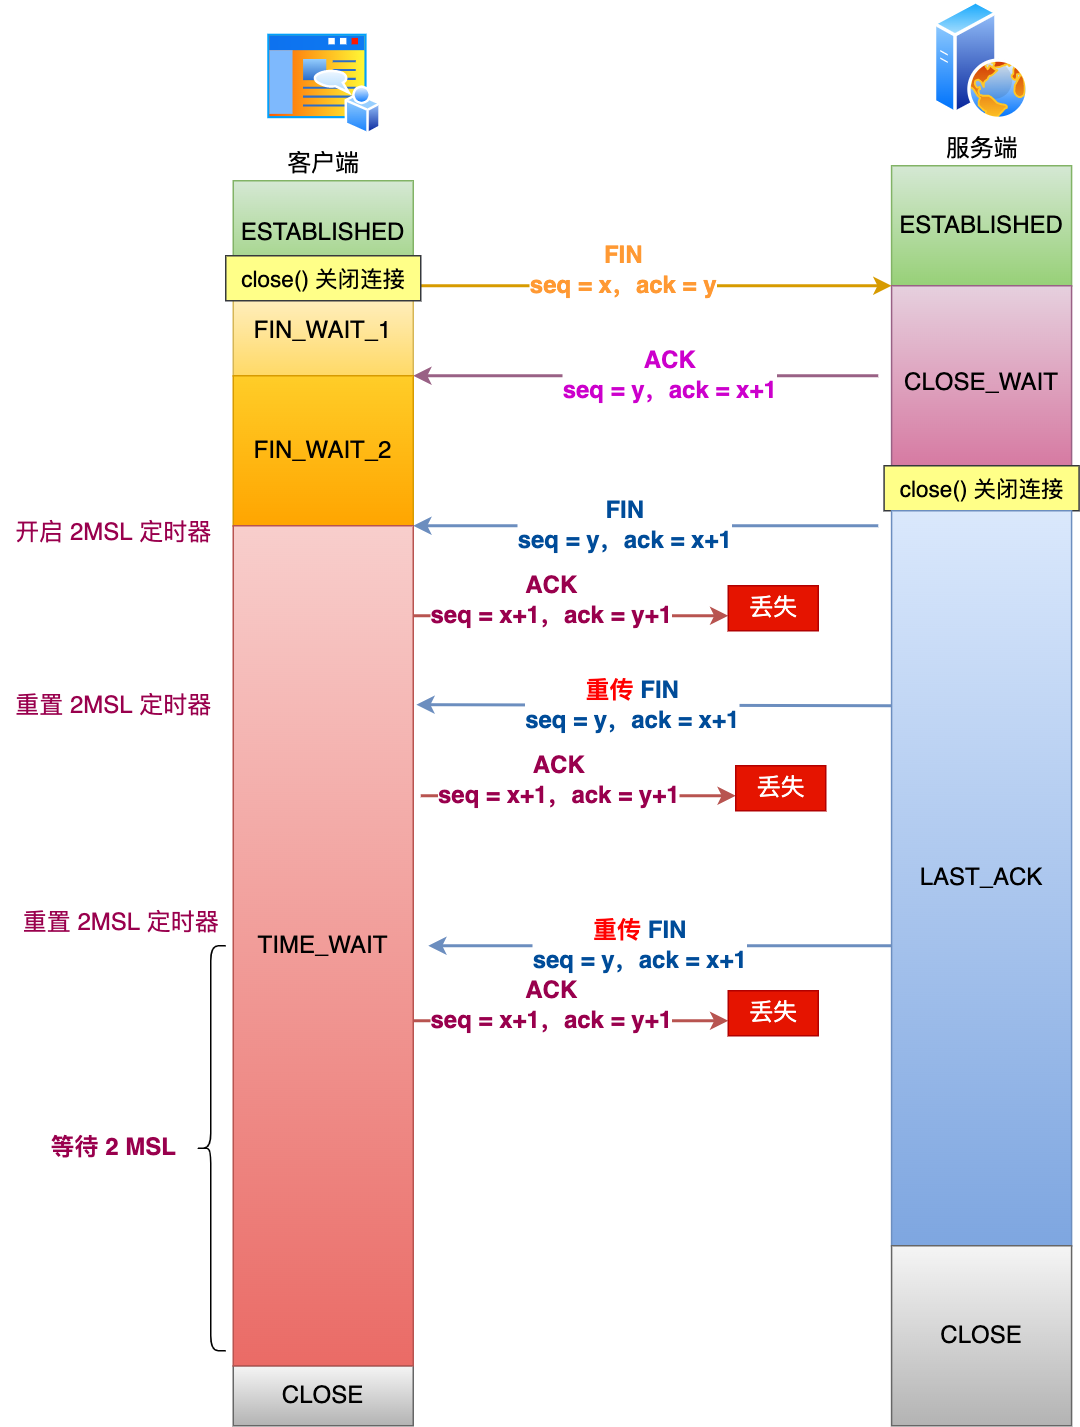 客户端
服务端
ESTABLISHED
ESTABLISHED
close() 关闭连接
FIN
seq = x，ack = y
FIN_WAIT_1
ACK
seq = y，ack = x+1
CLOSE_WAIT
FIN_WAIT_2
close() 关闭连接
开启 2MSL 定时器
FIN
seq = y，ack = x+1
ACK
seq = x+1，ack = y+1
丢失
重置 2MSL 定时器
重传 FIN
seq = y，ack = x+1
ACK
seq = x+1，ack = y+1
丢失
LAST_ACK
重置 2MSL 定时器
TIME_WAIT
重传 FIN
seq = y，ack = x+1
ACK
seq = x+1，ack = y+1
丢失
等待 2 MSL
CLOSE
CLOSE